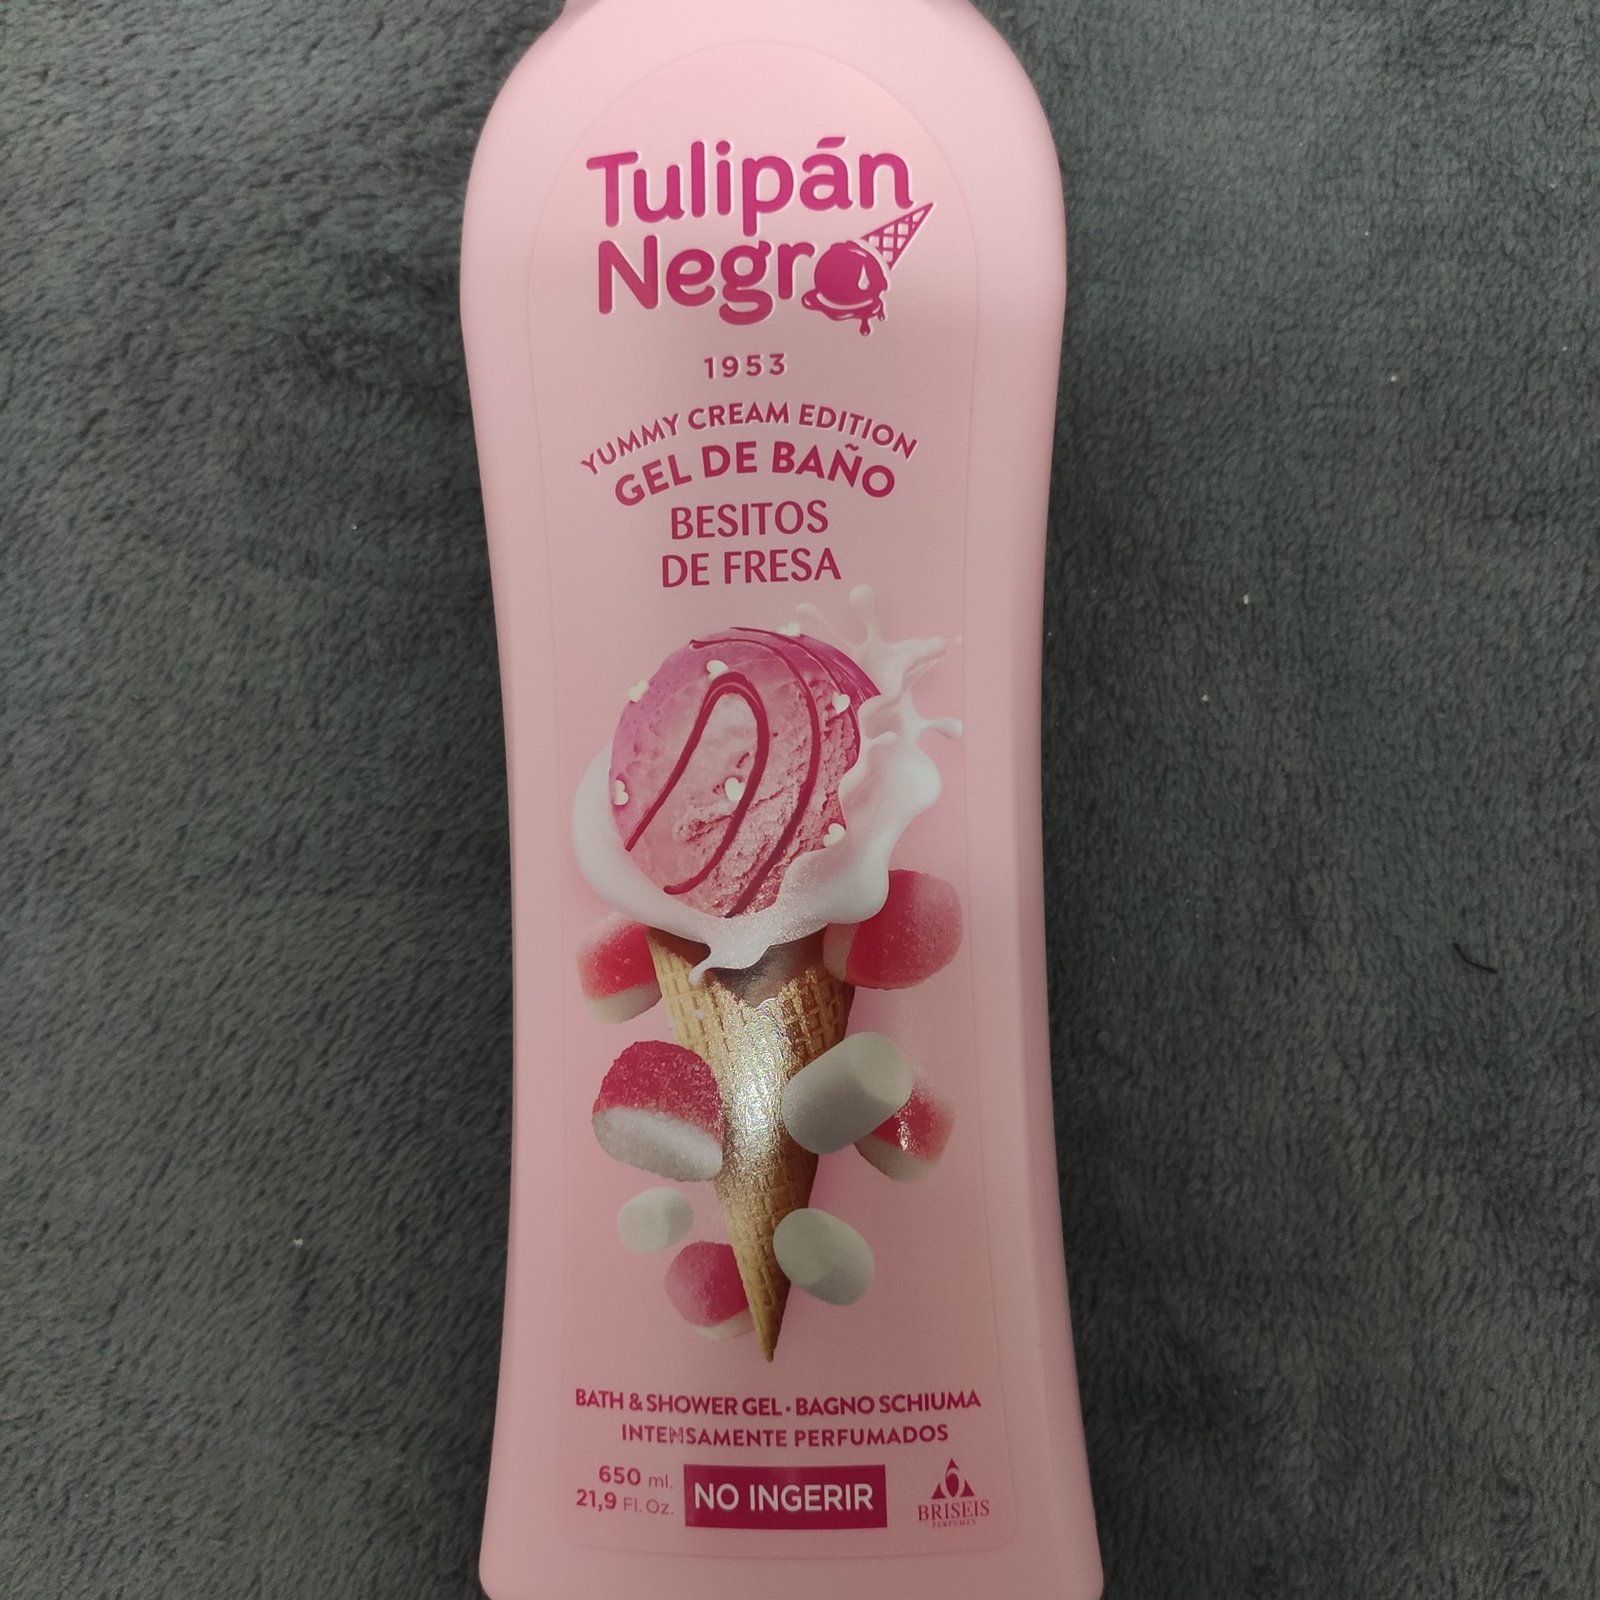 Tulipán
Negro
1953
YUMMY CREAM EDITION
GEL DE BAÑO
BESITOS
DE FRESA
BATH & SHOWER GEL · BAGNO SCHIUMA
INTENSAMENTE PERFUMADOS
650 ml.
21,9 Fl. Oz.
NO INGERIR
BRISEIS
PERFUMES